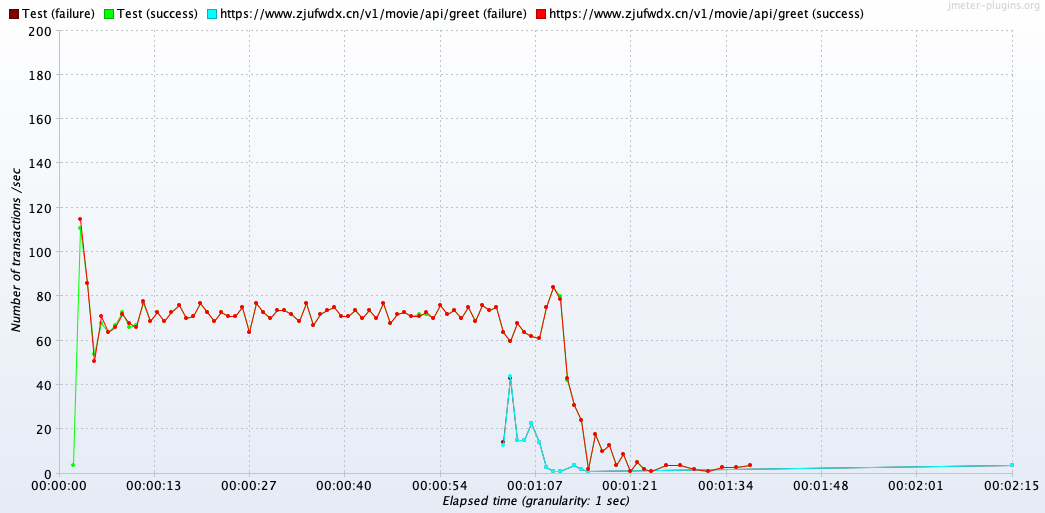 jmeter-plugins.org
Test (failure) Test (success) https://www.zjufwdx.cn/v1/movie/api/greet (failure) https://www.zjufwdx.cn/v1/movie/api/greet (success)
200
180
160
140
120
100
80
60
40
20
0
Number of transactions /sec
00:00:00 00:00:13 00:00:27 00:00:40 00:00:54 00:01:07 00:01:21 00:01:34 00:01:48 00:02:01 00:02:15
Elapsed time (granularity: 1 sec)